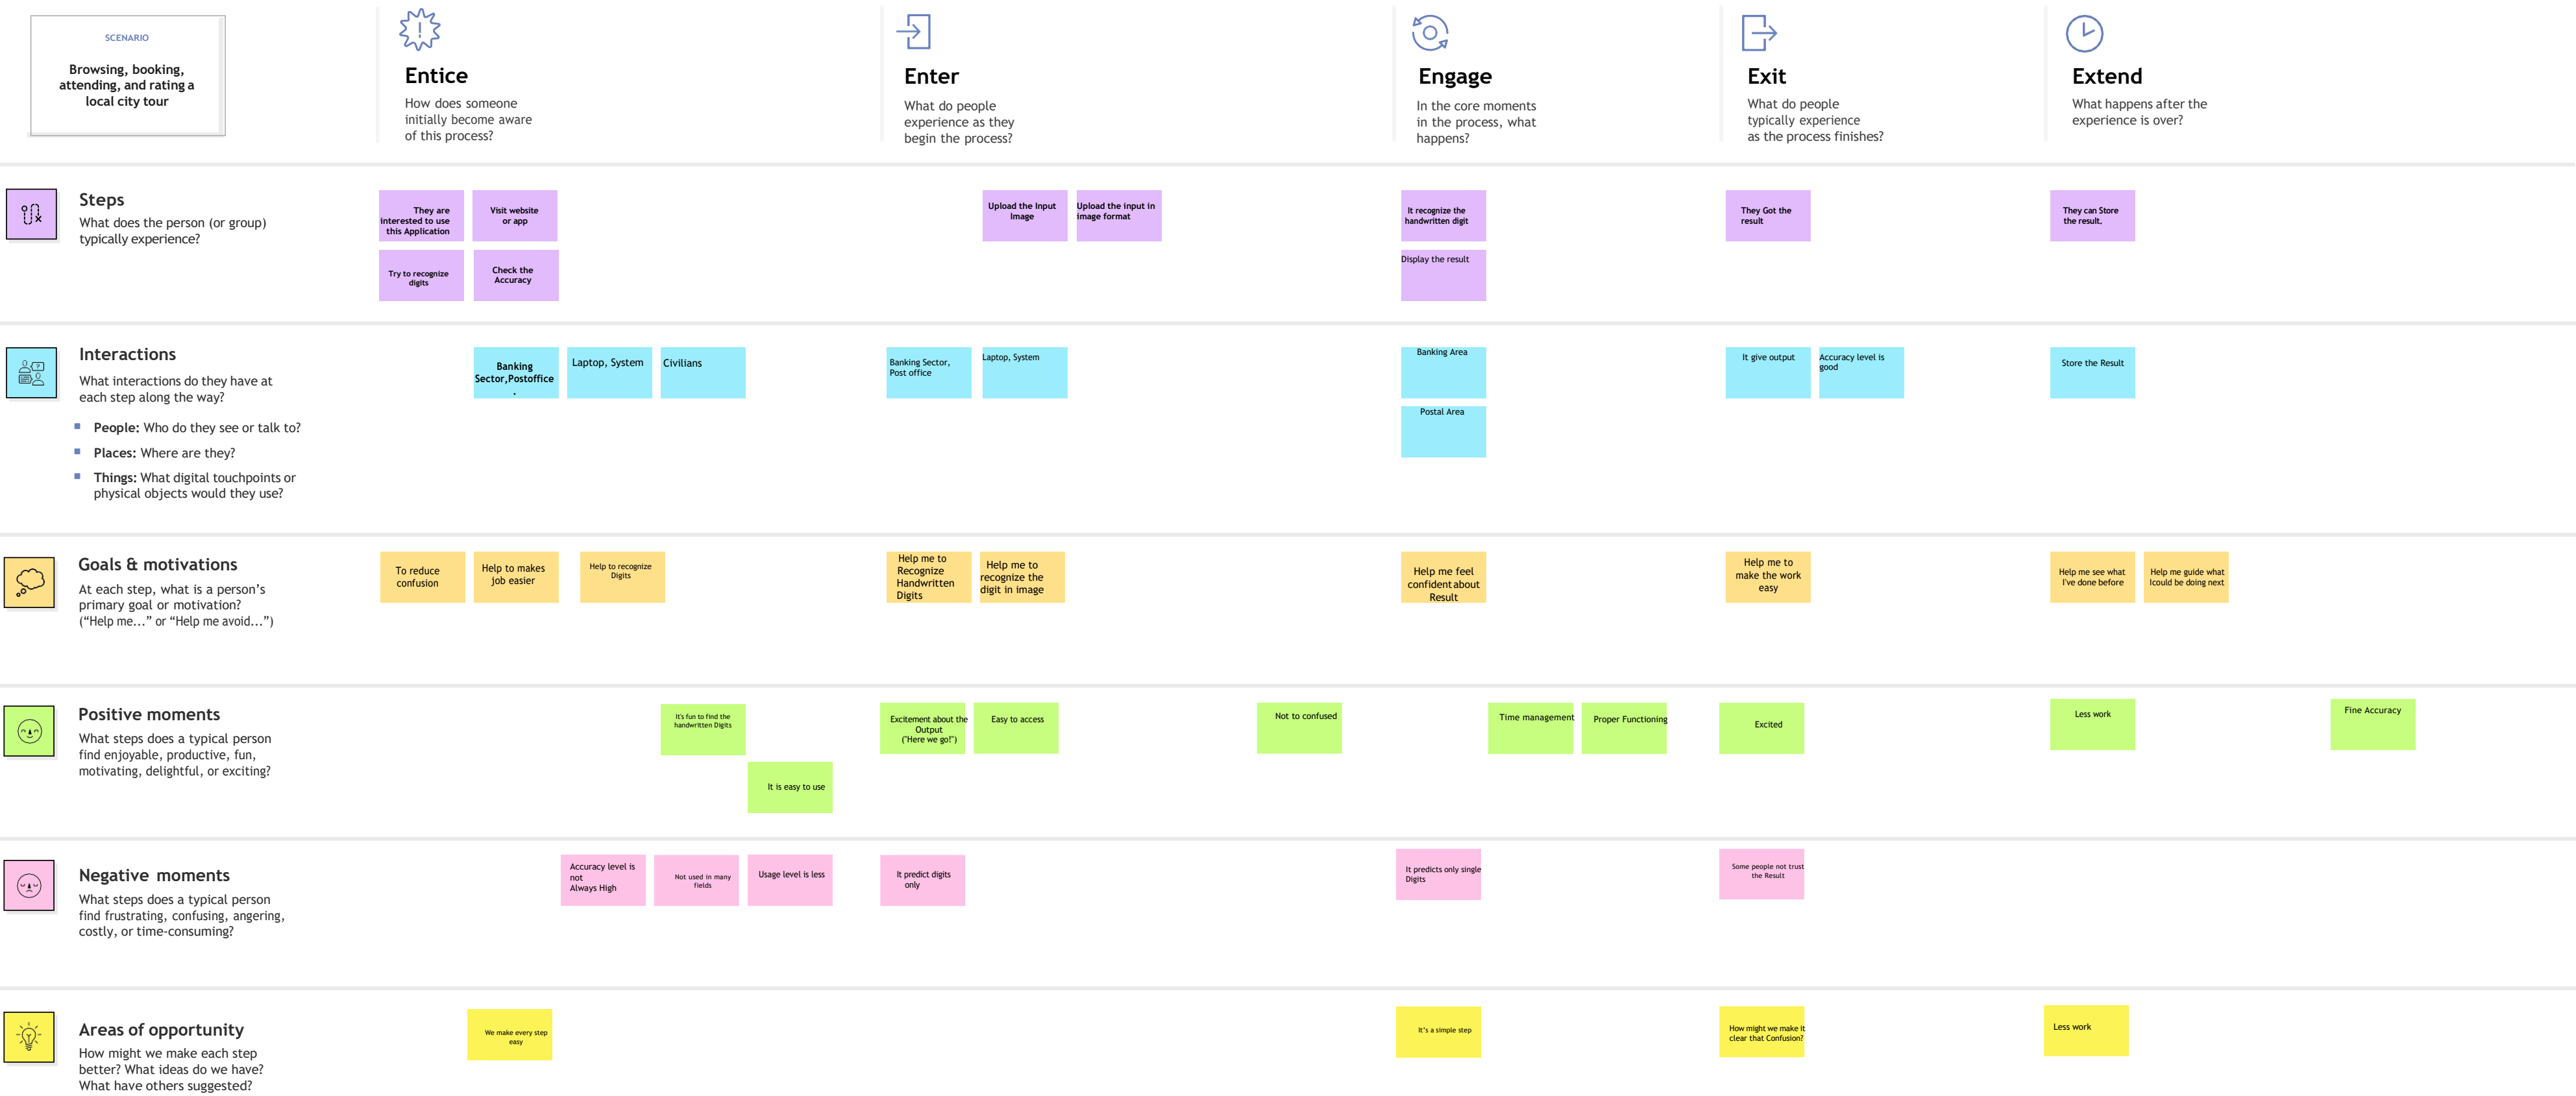 SCENARIO
Browsing, booking,
attending, and rating a
local city tour
Entice
How does someone
initially become aware
of this process?
Enter
What do people
experience as they
begin the process?
Engage
In the core moments
in the process, what
happens?
Exit
What do people
typically experience
as the process finishes?
Extend
What happens after the
experience is over?
Steps
What does the person (or group)
typically experience?
They are
interested to use
this Application
Visit website
or app
Try to recognize
digits
Check the
Accuracy
Upload the Input
Image
Upload the input in
image format
It recognize the
handwritten digit
Display the result
They Got the
result
They can Store
the result.
Interactions
What interactions do they have at
each step along the way?
People: Who do they see or talk to?
Places: Where are they?
Things: What digital touchpoints or
physical objects would they use?
Banking
Sector,Postoffice
.
Laptop, System
Civilians
Banking Sector,
Post office
Laptop, System
Banking Area
Postal Area
It give output
Accuracy level is
good
Store the Result
Goals & motivations
At each step, what is a person's
primary goal or motivation?
(“Help me...” or “Help me avoid...”)
To reduce
confusion
Help to makes
job easier
Help to recognize
Digits
Help me to
Recognize
Handwritten
Digits
Help me to
recognize the
digit in image
Help me feel
confident about
Result
Help me to
make the work
easy
Help me see what
I've done before
Help me guide what
Icould be doing next
Positive moments
What steps does a typical person
find enjoyable, productive, fun,
motivating, delightful, or exciting?
It's fun to find the
handwritten Digits
It is easy to use
Excitement about the
Output
("Here we go!")
Easy to access
Not to confused
Time management
Proper Functioning
Excited
Less work
Fine Accuracy
Negative moments
What steps does a typical person
find frustrating, confusing, angering,
costly, or time-consuming?
Accuracy level is
not
Always High
Not used in many
fields
Usage level is less
It predict digits
only
It predicts only single
Digits
Some people not trust
the Result
Areas of opportunity
How might we make each step
better? What ideas do we have?
What have others suggested?
We make every step
easy
It's a simple step
How might we make it
clear that Confusion?
Less work